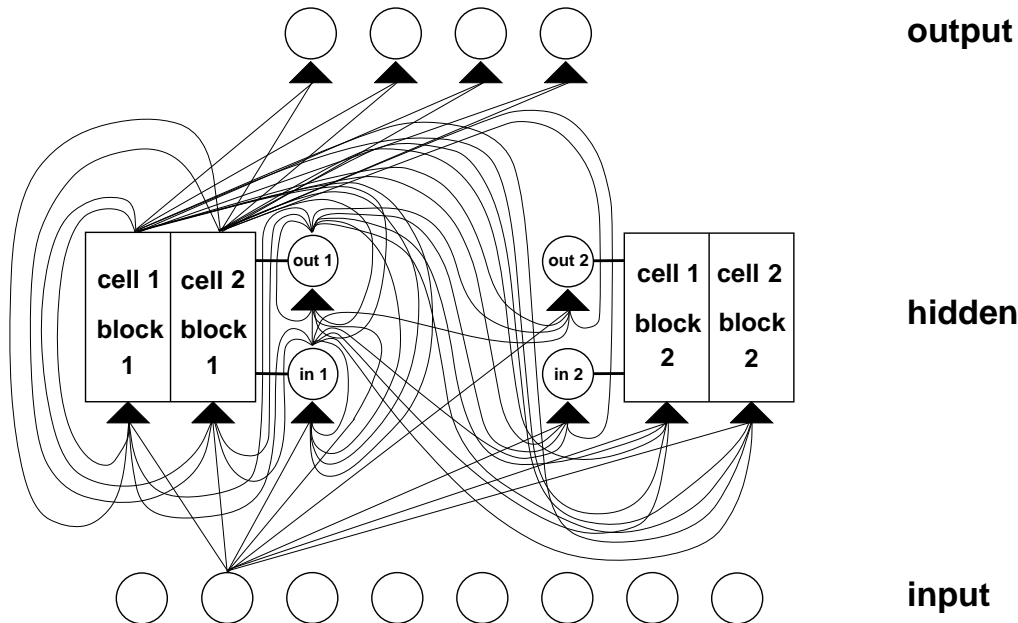 output
cell 1
block
1
cell 2
block
1
out 1
in 1
out 2
in 2
cell 1
block
2
cell 2
block
2
hidden
input